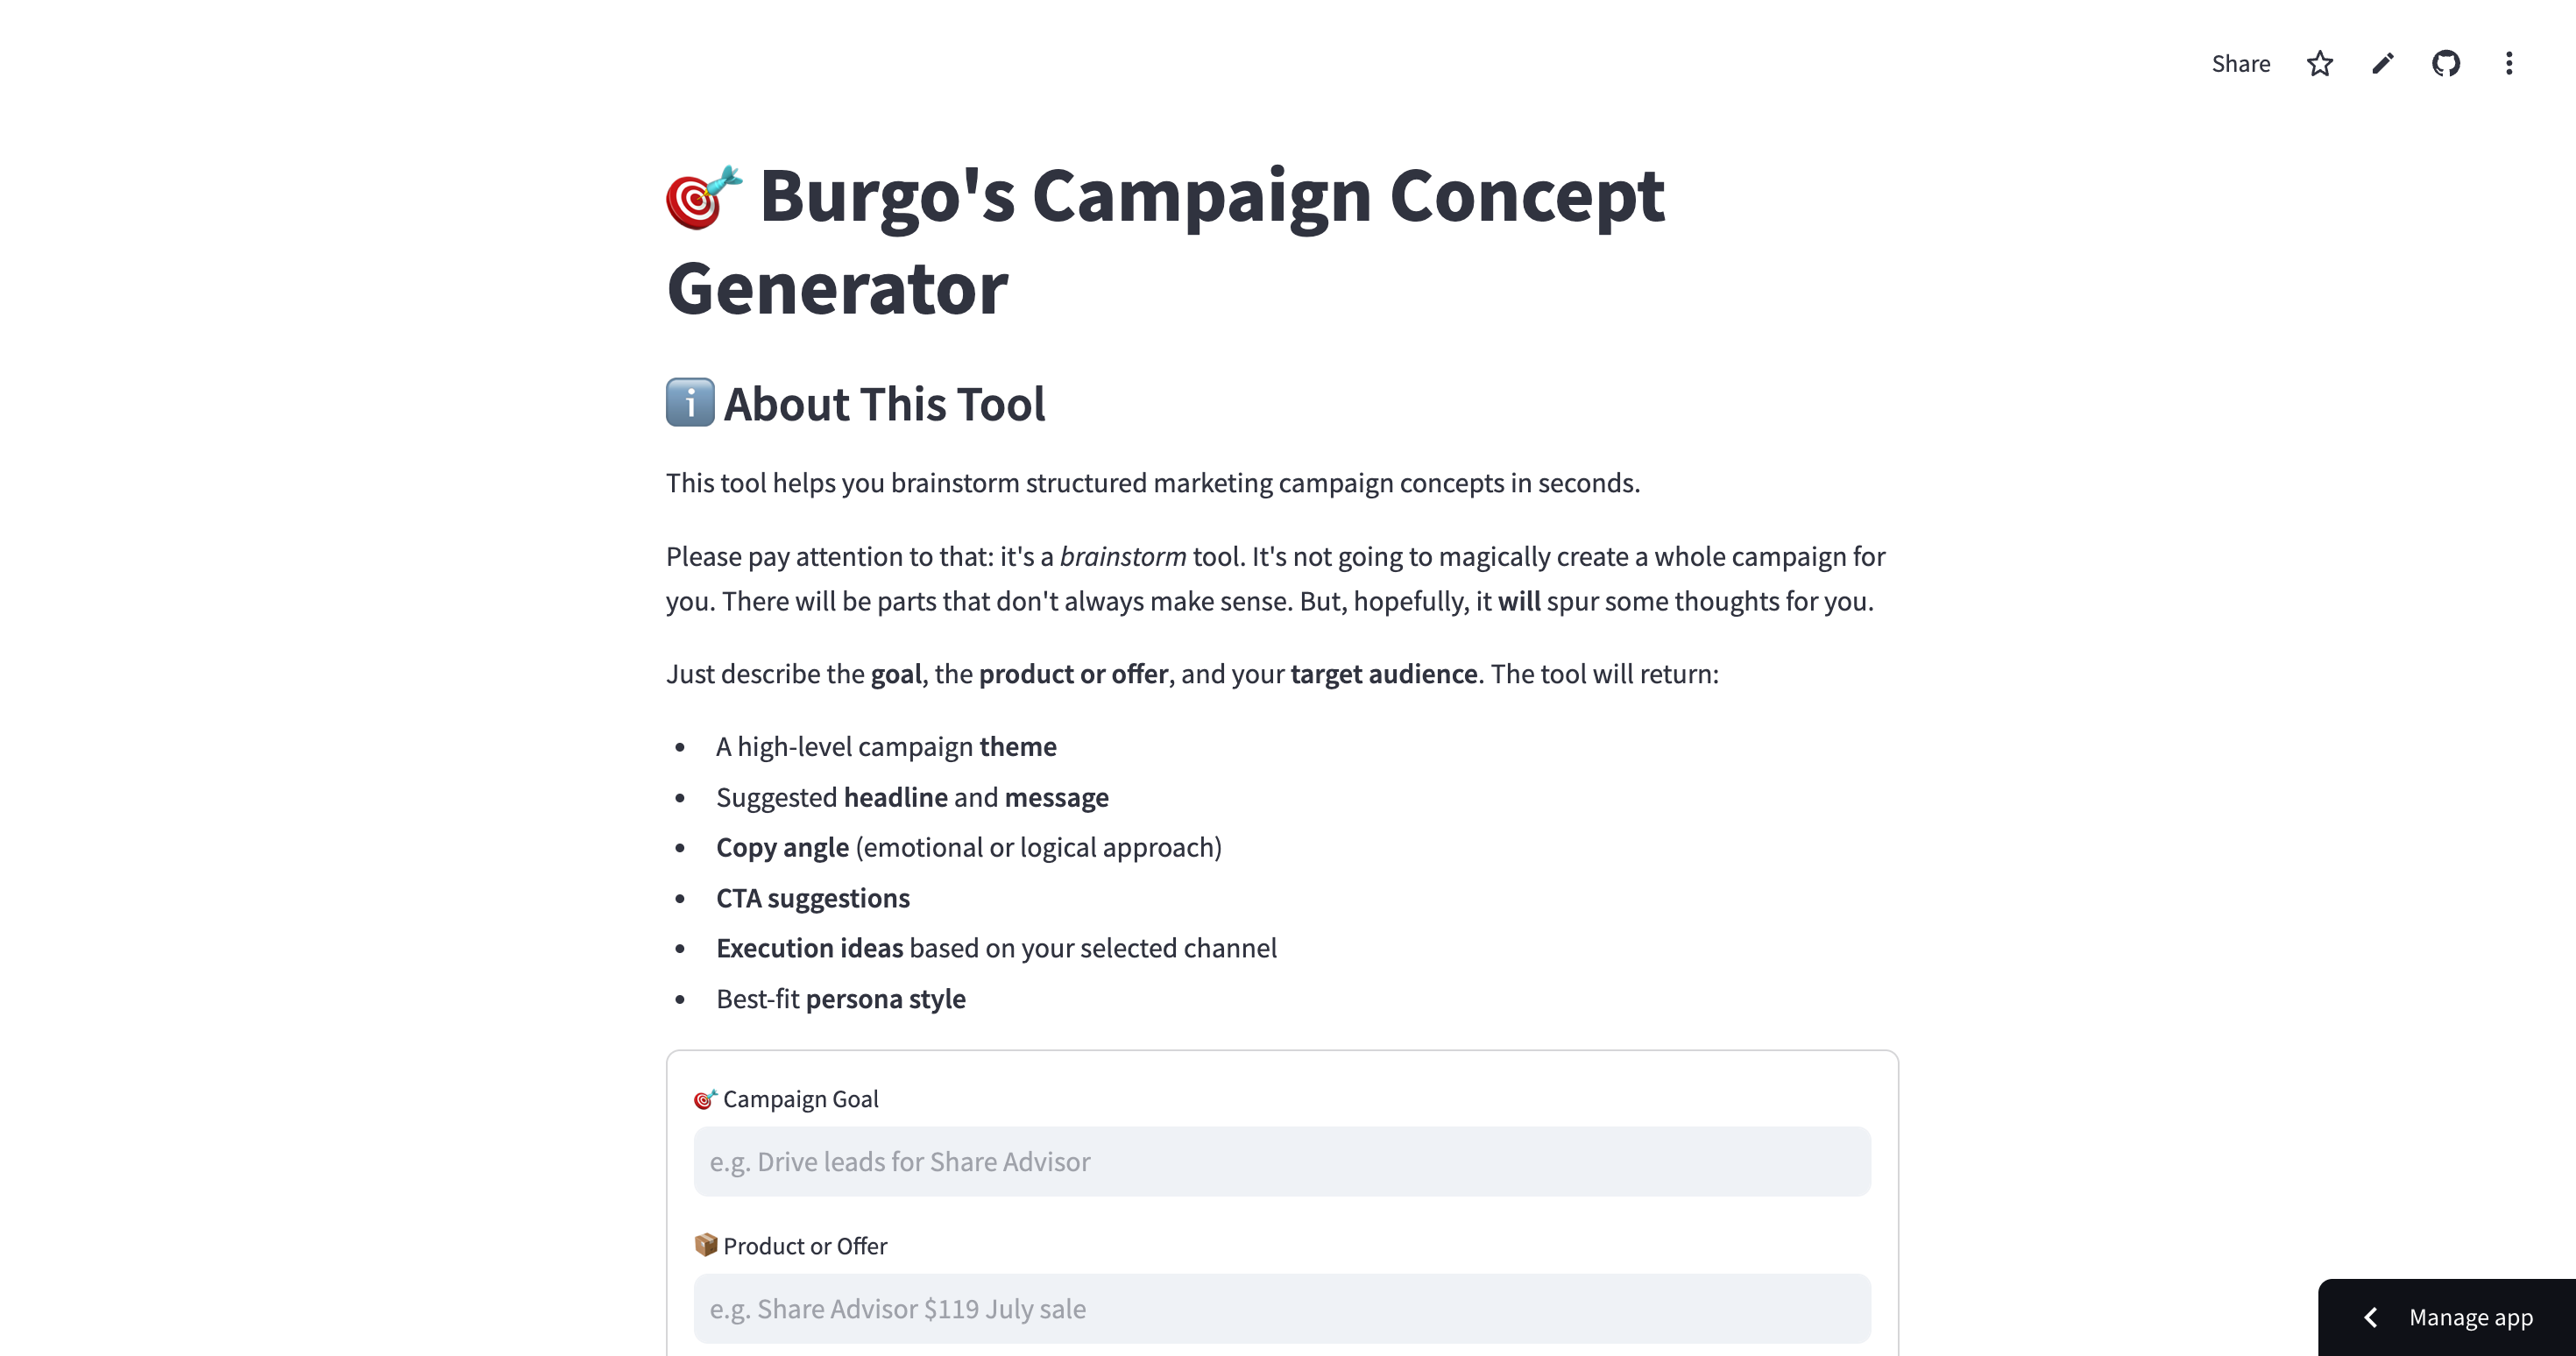 Share
🎯 Burgo's Campaign Concept
Generator
ℹ️ About This Tool
This tool helps you brainstorm structured marketing campaign concepts in seconds.
Please pay attention to that: it's a brainstorm tool. It's not going to magically create a whole campaign for
you. There will be parts that don't always make sense. But, hopefully, it will spur some thoughts for you.
Just describe the goal, the product or offer, and your target audience. The tool will return:
• A high-level campaign theme
• Suggested headline and message
• Copy angle (emotional or logical approach)
• CTA suggestions
• Execution ideas based on your selected channel
• Best-fit persona style
🎯 Campaign Goal
e.g. Drive leads for Share Advisor
📦 Product or Offer
e.g. Share Advisor $119 July sale
Manage app